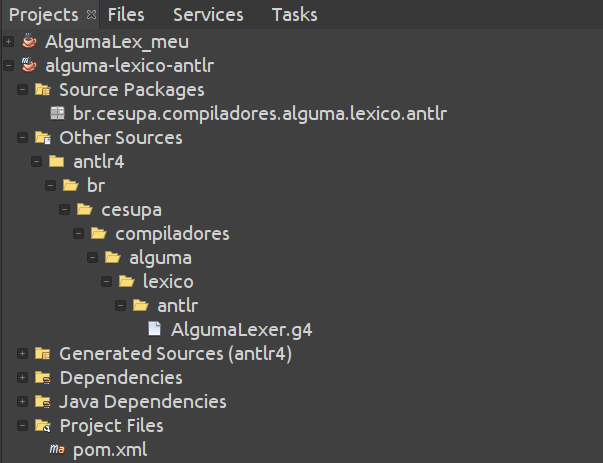 Projects Files Services Tasks
AlgumaLex_meu
alguma-lexico-antlr
Source Packages
br.cesupa.compiladores.alguma.lexico.antlr
Other Sources
antlr4
br
cesupa
compiladores
alguma
lexico
antlr
AlgumaLexer.g4
Generated Sources (antlr4)
Dependencies
Java Dependencies
Project Files
ma pom.xml